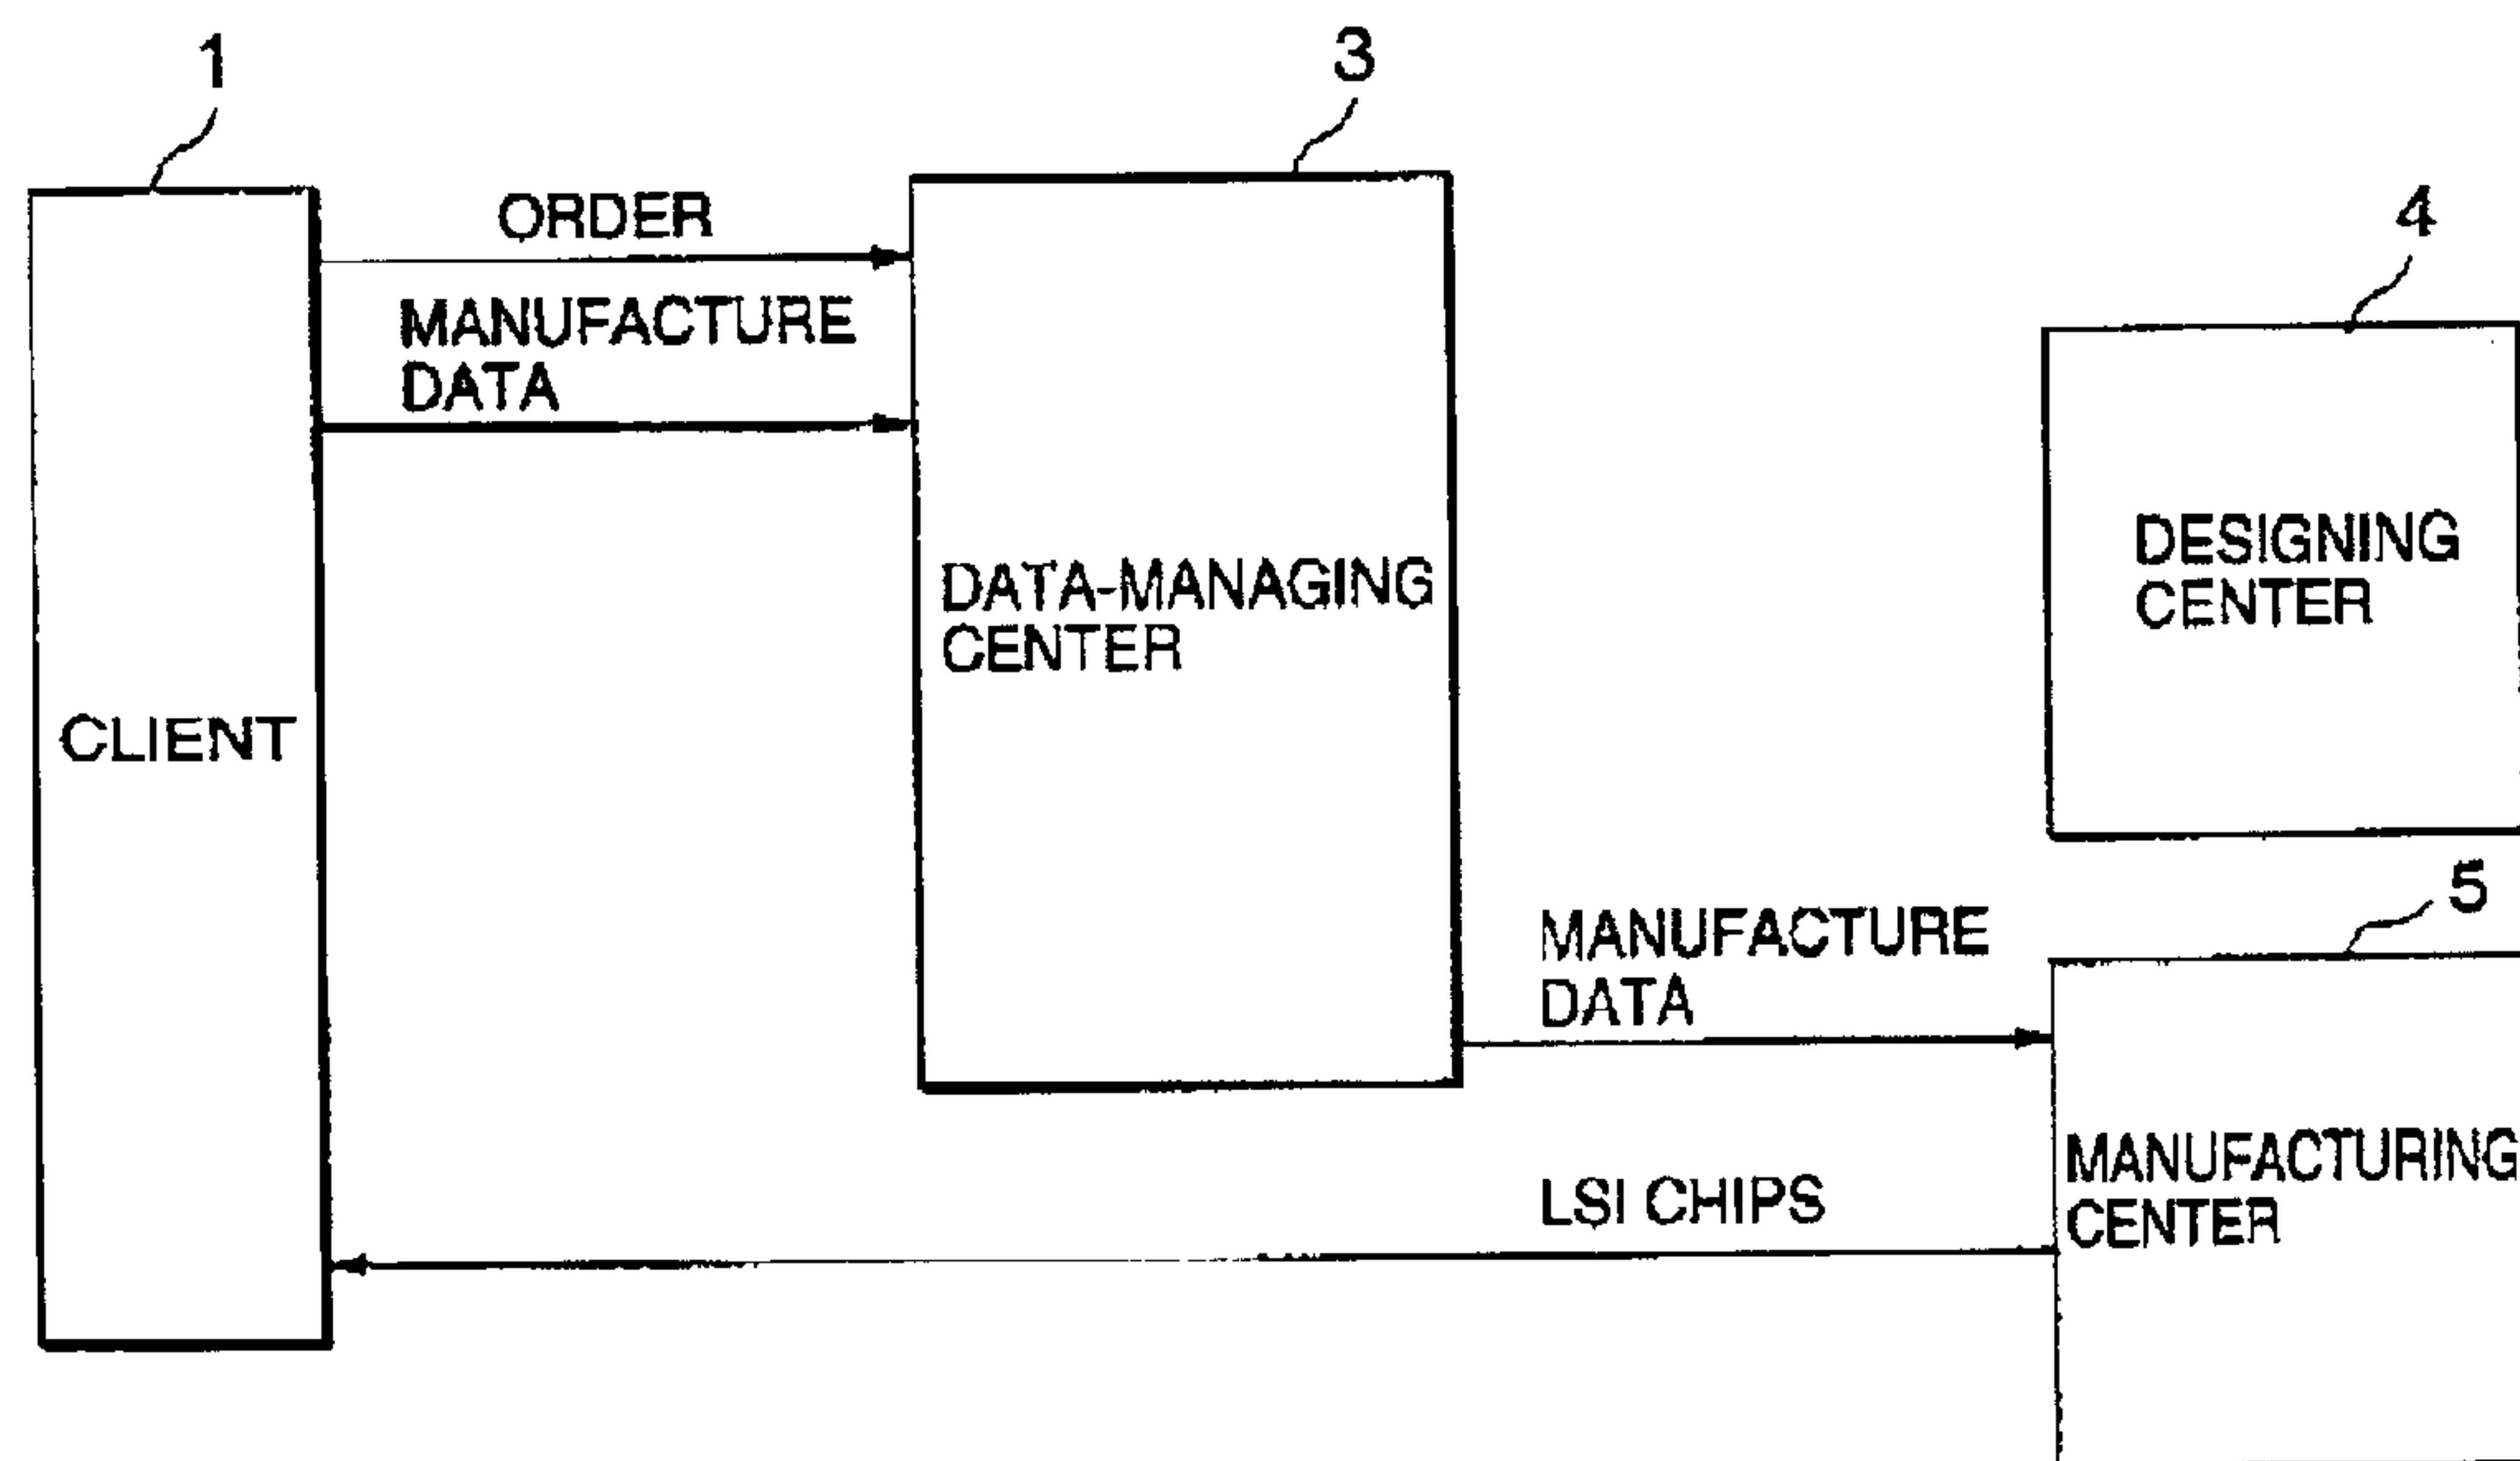 1
3
ORDER
4
MANUFACTURE
DATA
DESIGNING
CENTER
DATA-MANAGING
CENTER
CLIENT
5
MANUFACTURE
DATA
MANUFACTURING
CENTER
LSI CHIPS